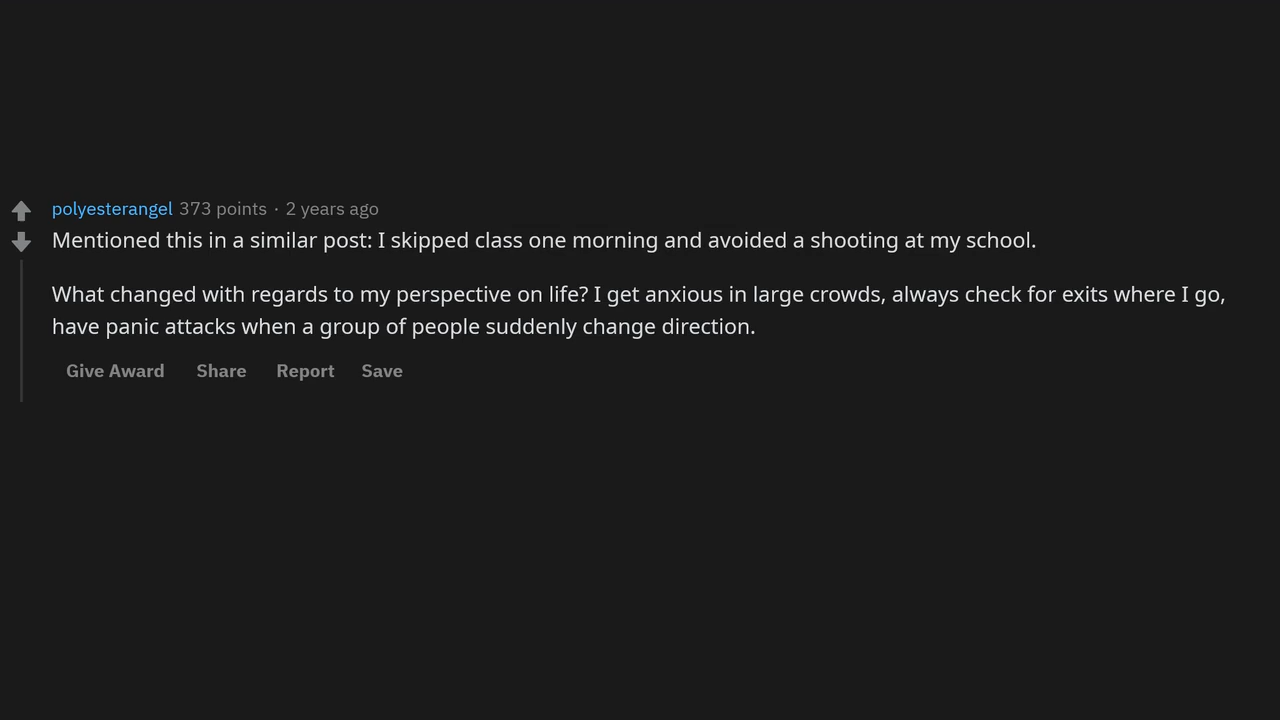 polyesterangel 373 points · 2 years ago
Mentioned this in a similar post: I skipped class one morning and avoided a shooting at my school.
What changed with regards to my perspective on life? I get anxious in large crowds, always check for exits where I go,
have panic attacks when a group of people suddenly change direction.
Give Award Share Report Save